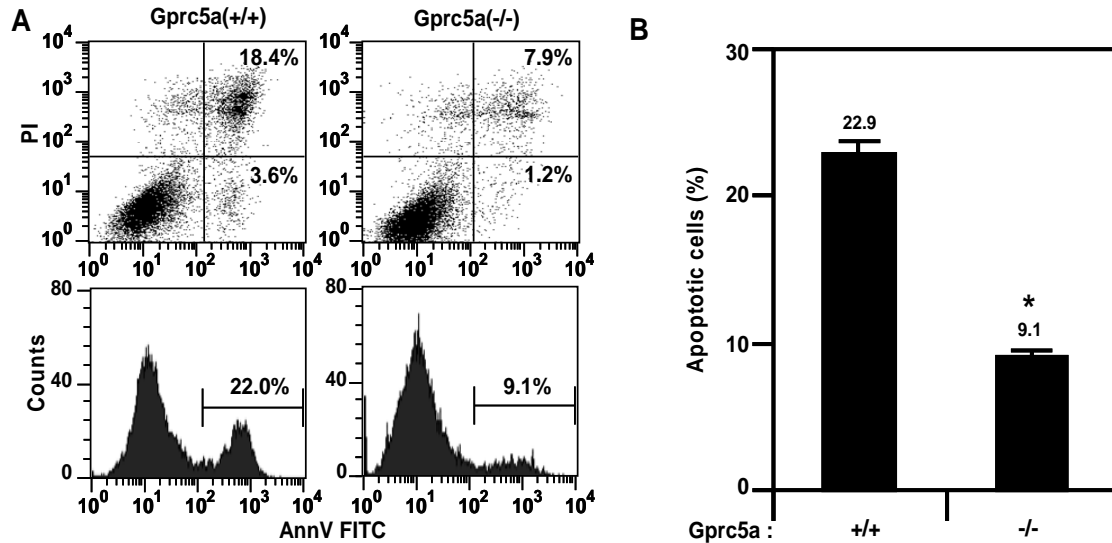 A
Gprc5a(+/+)
Gprc5a(-/-)
PI
10^4
10^3
10^2
10^1
10^0
18.4%
3.6%
10^0 10^1 10^2 10^3 10^4
10^4
10^3
10^2
10^1
10^0
7.9%
1.2%
10^0 10^1 10^2 10^3 10^4
Counts
80
40
0
22.0%
10^0 10^1 10^2 10^3 10^4
80
40
0
9.1%
10^0 10^1 10^2 10^3 10^4
AnnV FITC
B
Apoptotic cells (%)
30
20
10
0
22.9
*
9.1
Gprc5a : +/+ -/-